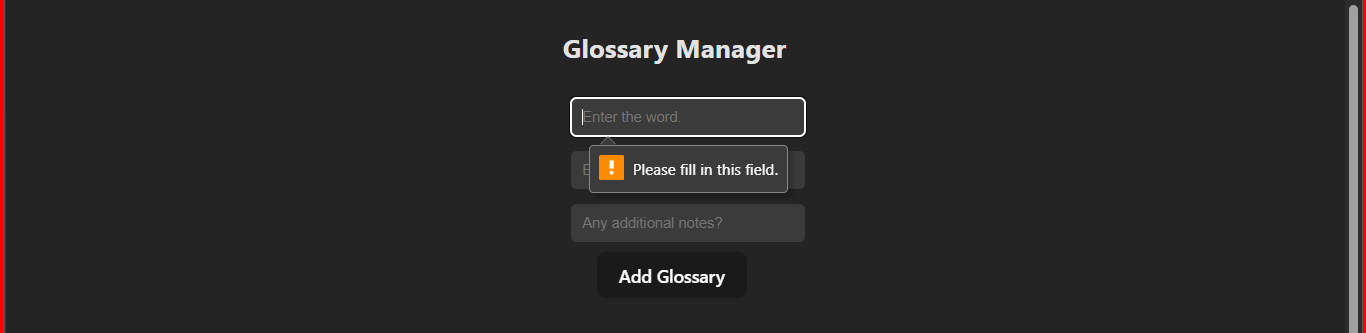 Glossary Manager
Enter the word.
Please fill in this field.
Any additional notes?
Add Glossary